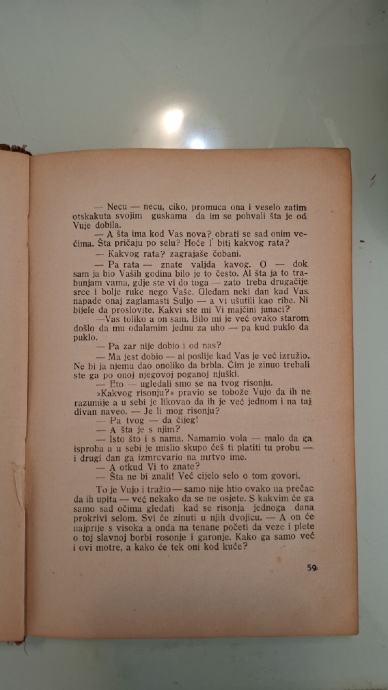 — Necu — necu, ciko, promuca ona i veselo zatim
otskakuta svojim guskama da im se pohvali šta je od
Vuje dobila.
— A šta ima kod Vas nova? obrati se sad onim ve-
ćima. Šta pričaju po selu? Hoće l' biti kakvog rata?
— Kakvog rata? zagrajaše čobani.
— Pa rata — znate valjda kavog. O — dok
sam ja bio Vaših godina bilo je to često. Al šta ja to tra-
bunjam vama, gdje ste vi do toga — zato treba drugačije
srce i bolje ruke nego Vaše. Gledam neki dan kad Vas
napade onaj zaglamasti Suljo — a vi ušutili kao ribe. Ni
bijele da proslovite. Kakvi ste mi Vi majčini junaci?
—Vas toliko a on sam. Bilo mi je već ovako starom
došlo da mu odalamim jednu za uho — pa kud puklo da
puklo.
— Pa zar nije dobio i od nas?
— Ma jest dobio — al poslije kad Vas je već izružio.
Ne bi ja njemu dao onoliko da brbla. Čim je zinuo trebali
ste ga po onoj njegovoj poganoj njuški.
— Eto — ugledali smo se na tvog risonju.
»Kakvog risonju?» pravio se tobože Vujo da ih ne
razumije a u sebi je likovao da ih je već jednom i na taj
divan naveo. — Je li mog risonju?
— Pa tvog — da čijeg!
— A šta je s njim?
— Isto što i s nama. Namamio vola — malo da ga
isproba a u sebi je mislio skupo ćeš ti platiti tu probu —
i drugi dan ga izmrcvario na mrtvo ime.
— A otkud Vi to znate?
— Šta ne bi znali! Već cijelo selo o tom govori.
To je Vujo i tražio — samo nije htio ovako na prečac
da ih upita — već nekako da se ne osjete. S kakvim će ga
samo sad očima gledati kad se risonja jednoga dana
prokrivi selom. Svi će zinuti u njih dvojicu. — A on će
najprije s visoka a onda na tenane početi da veze i plete
o toj slavnoj borbi rosonje i garonje. Kako ga samo već
i ovi motre, a kako će tek oni kod kuće?
59